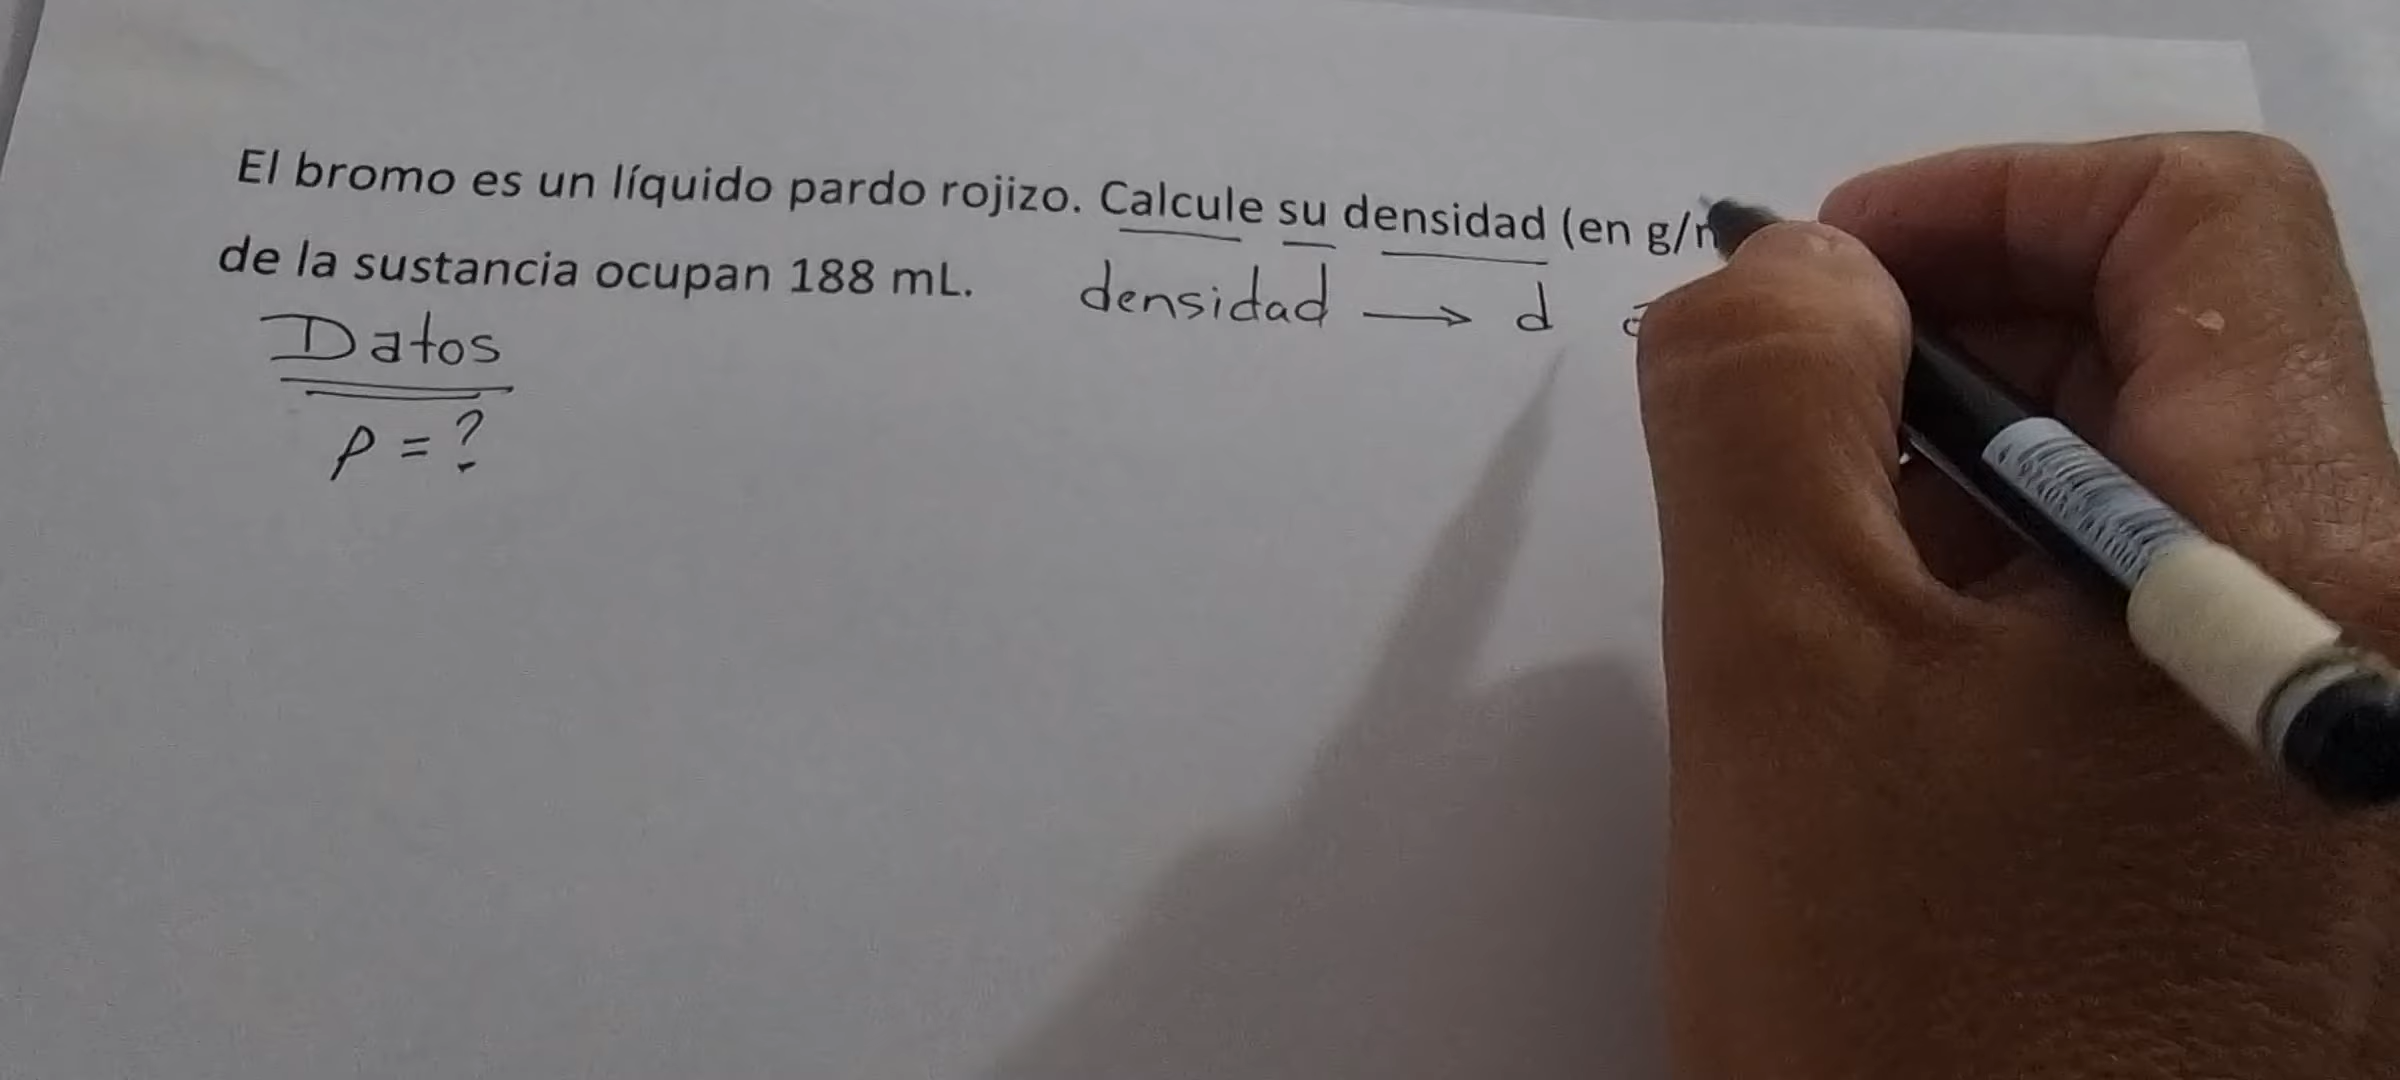 El bromo es un líquido pardo rojizo. Calcule su densidad (en g/
de la sustancia ocupan 188 mL.
densidad → d
Datos
ρ = ?